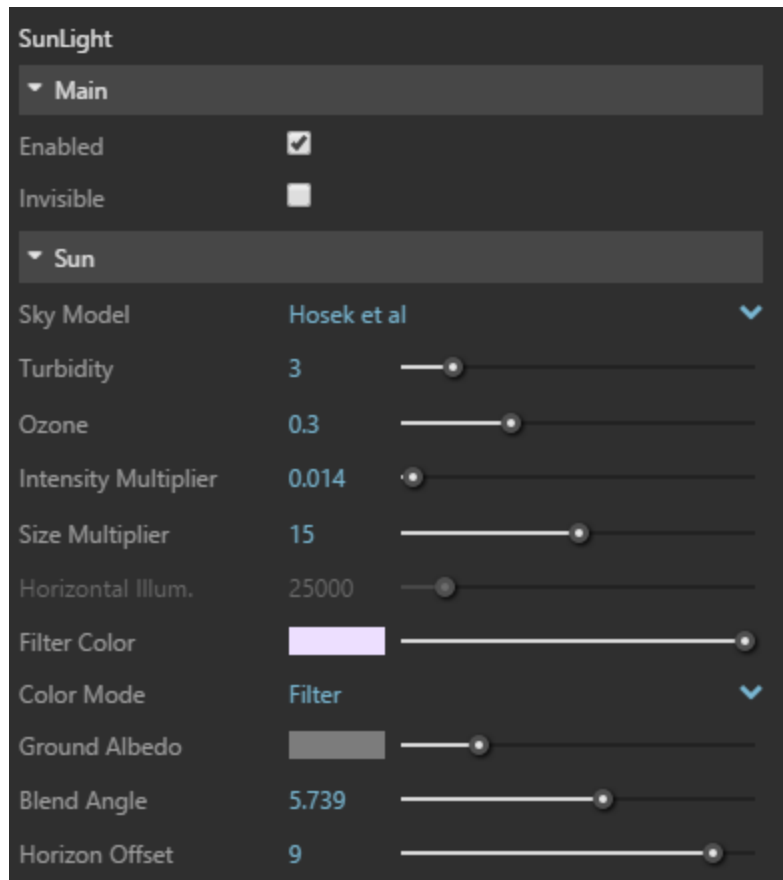 SunLight
Main
Enabled
Invisible
Sun
Sky Model Hosek et al
Turbidity 3
Ozone 0.3
Intensity Multiplier 0.014
Size Multiplier 15
Horizontal Illum. 25000
Filter Color
Color Mode Filter
Ground Albedo
Blend Angle 5.739
Horizon Offset 9